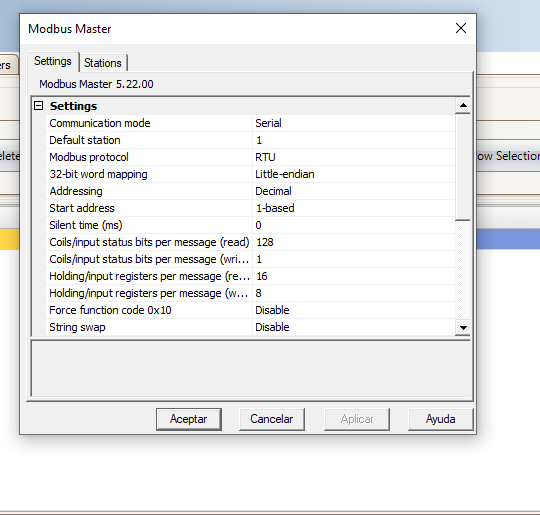 Modbus Master
Settings Stations
Modbus Master 5.22.00
Settings
Communication mode Serial
Default station 1
Modbus protocol RTU
32-bit word mapping Little-endian
Addressing Decimal
Start address 1-based
Silent time (ms) 0
Coils/input status bits per message (read) 128
Coils/input status bits per message (wri... 1
Holding/input registers per message (re... 16
Holding/input registers per message (w... 8
Force function code 0x10 Disable
String swap Disable
Aceptar Cancelar Aplicar Ayuda
ers
elete
ow Selection